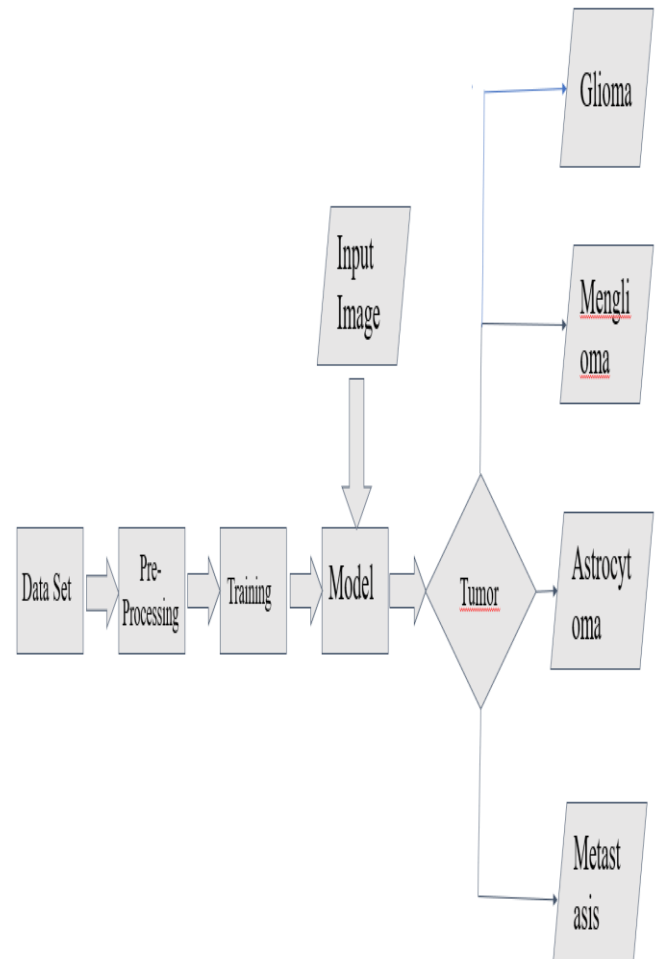 Glioma
Input
Image
Mengli
oma
Data Set
Pre-
Processing
Training
Model
Tumor
Astrocyt
oma
Metast
asis